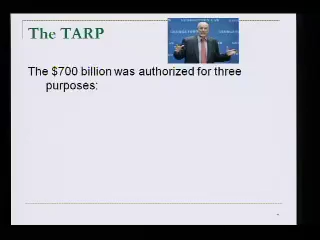 The TARP
The $700 billion was authorized for three
purposes: